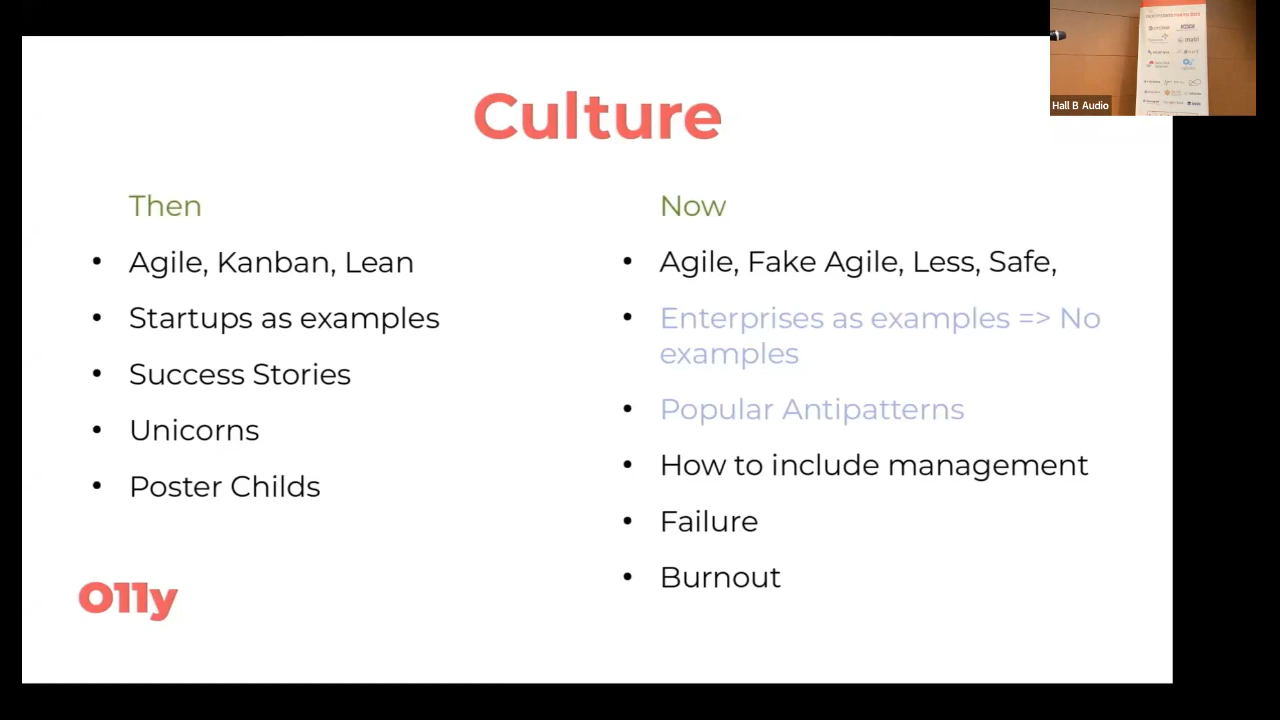 Culture
Then
Agile, Kanban, Lean
Startups as examples
Success Stories
Unicorns
Poster Childs
Now
Agile, Fake Agile, Less, Safe,
Enterprises as examples => No
examples
Popular Antipatterns
How to include management
Failure
Burnout
O11y
Hall B Audio